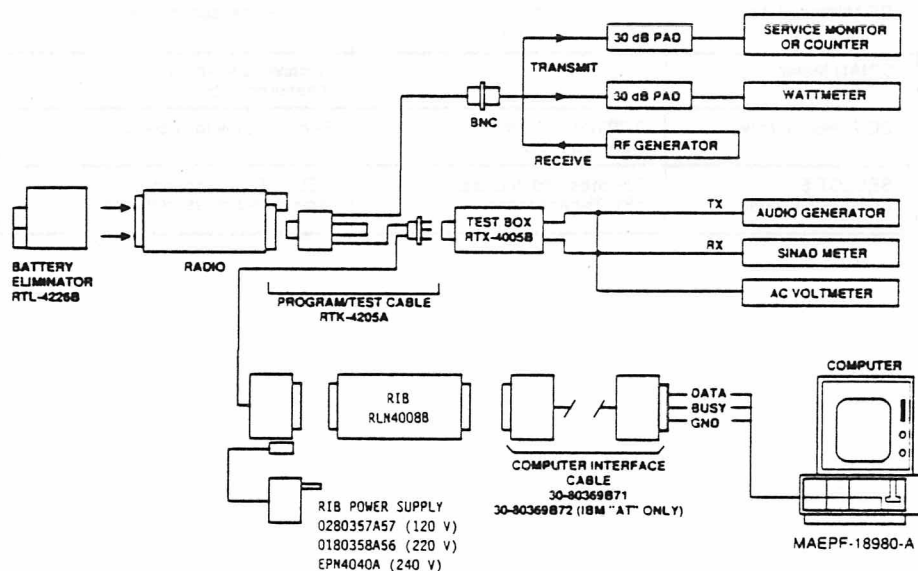 30 dB PAD
SERVICE MONITOR
OR COUNTER
TRANSMIT
30 dB PAD
WATTMETER
BNC
RF GENERATOR
RECEIVE
BATTERY
ELIMINATOR
RTL-4226B
RADIO
TEST BOX
RTX-4005B
TX
AUDIO GENERATOR
RX
SINAD METER
AC VOLTMETER
PROGRAM/TEST CABLE
RTK-4205A
RIB
RLN4008B
DATA
BUSY
GND
COMPUTER
COMPUTER INTERFACE
CABLE
30-80369B71
30-80369B72 (IBM "AT" ONLY)
RIB POWER SUPPLY
0280357A57 (120 V)
0180358A56 (220 V)
EPN4040A (240 V)
MAEPF-18980-A